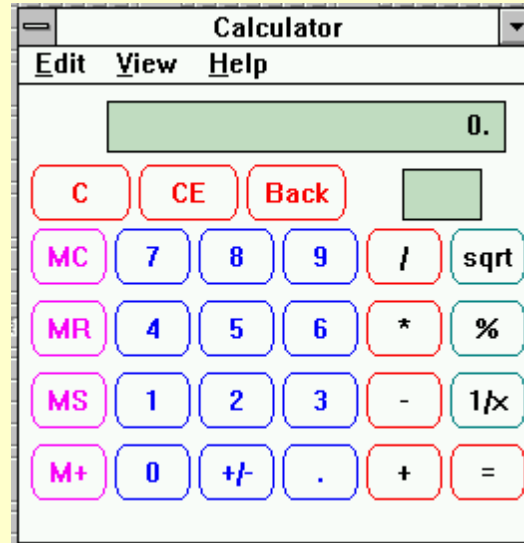 Calculator
Edit View Help
0.
C CE Back
MC 7 8 9 / sqrt
MR 4 5 6 * %
MS 1 2 3 - 1/x
M+ 0 +/- . + =